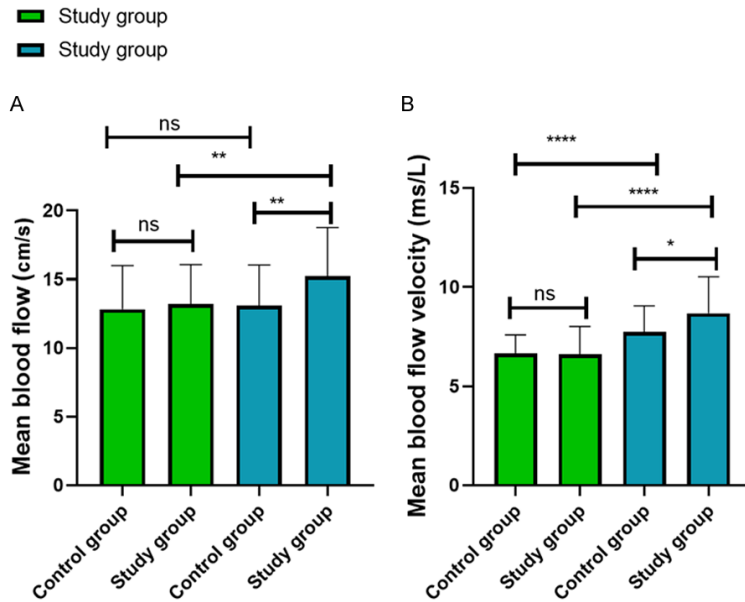 Study group
Study group
A
ns
**
**
ns
Mean blood flow (cm/s)
20
15
10
5
0
Control group
Study group
Control group
Study group
B
****
****
*
ns
Mean blood flow velocity (ms/L)
15
10
5
0
Control group
Study group
Control group
Study group